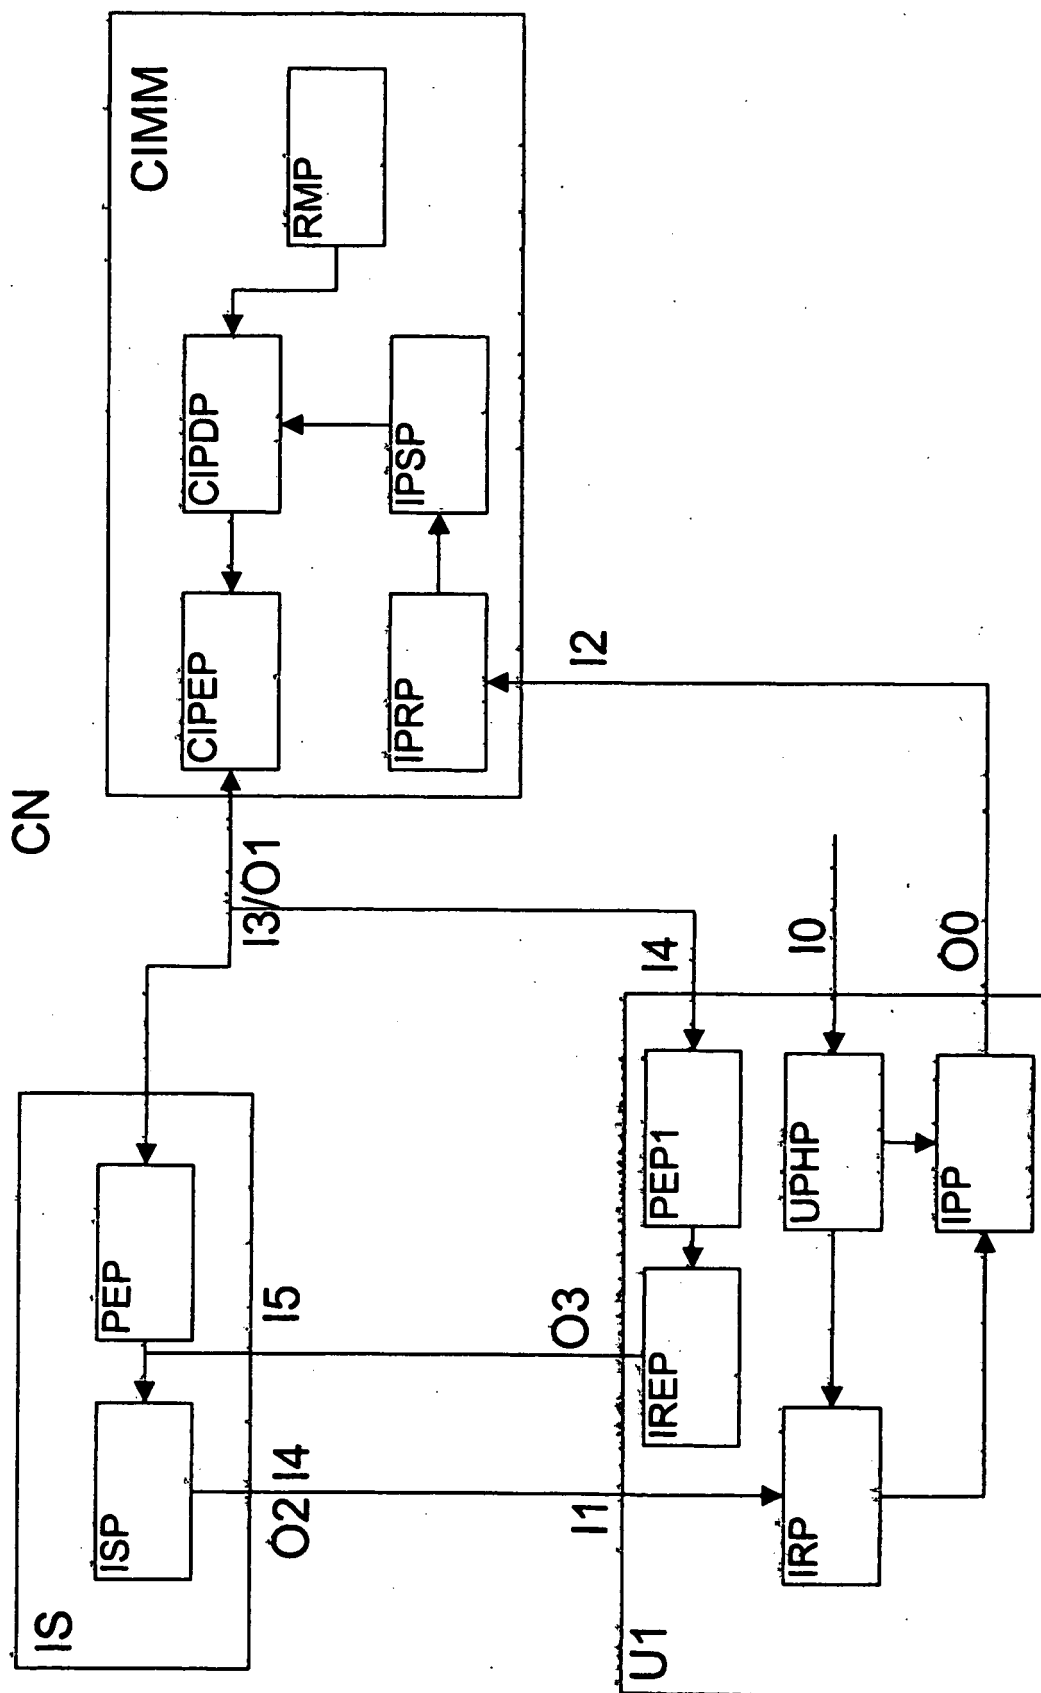 CN
IS
ISP
PEP
O2
I4
I5
I3/O1
CIMM
CIPEP
CIPDP
RMP
IPRP
IPSP
I2
U1
I1
O3
I4
IREP
PEP1
IRP
UPHP
I0
IPP
O0